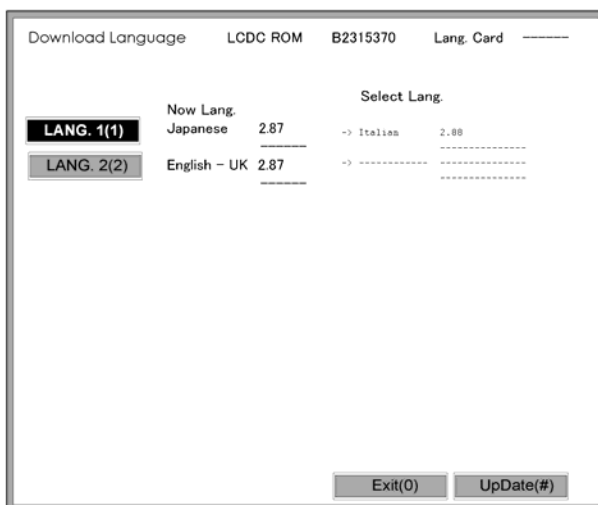 Download Language LCDC ROM B2315370 Lang. Card ------
Select Lang.
Now Lang.
LANG. 1(1) Japanese 2.87 -> Italian 2.88
------ --------------
LANG. 2(2) English - UK 2.87 -> ------------ --------------
------ --------------
Exit(0) UpDate(#)